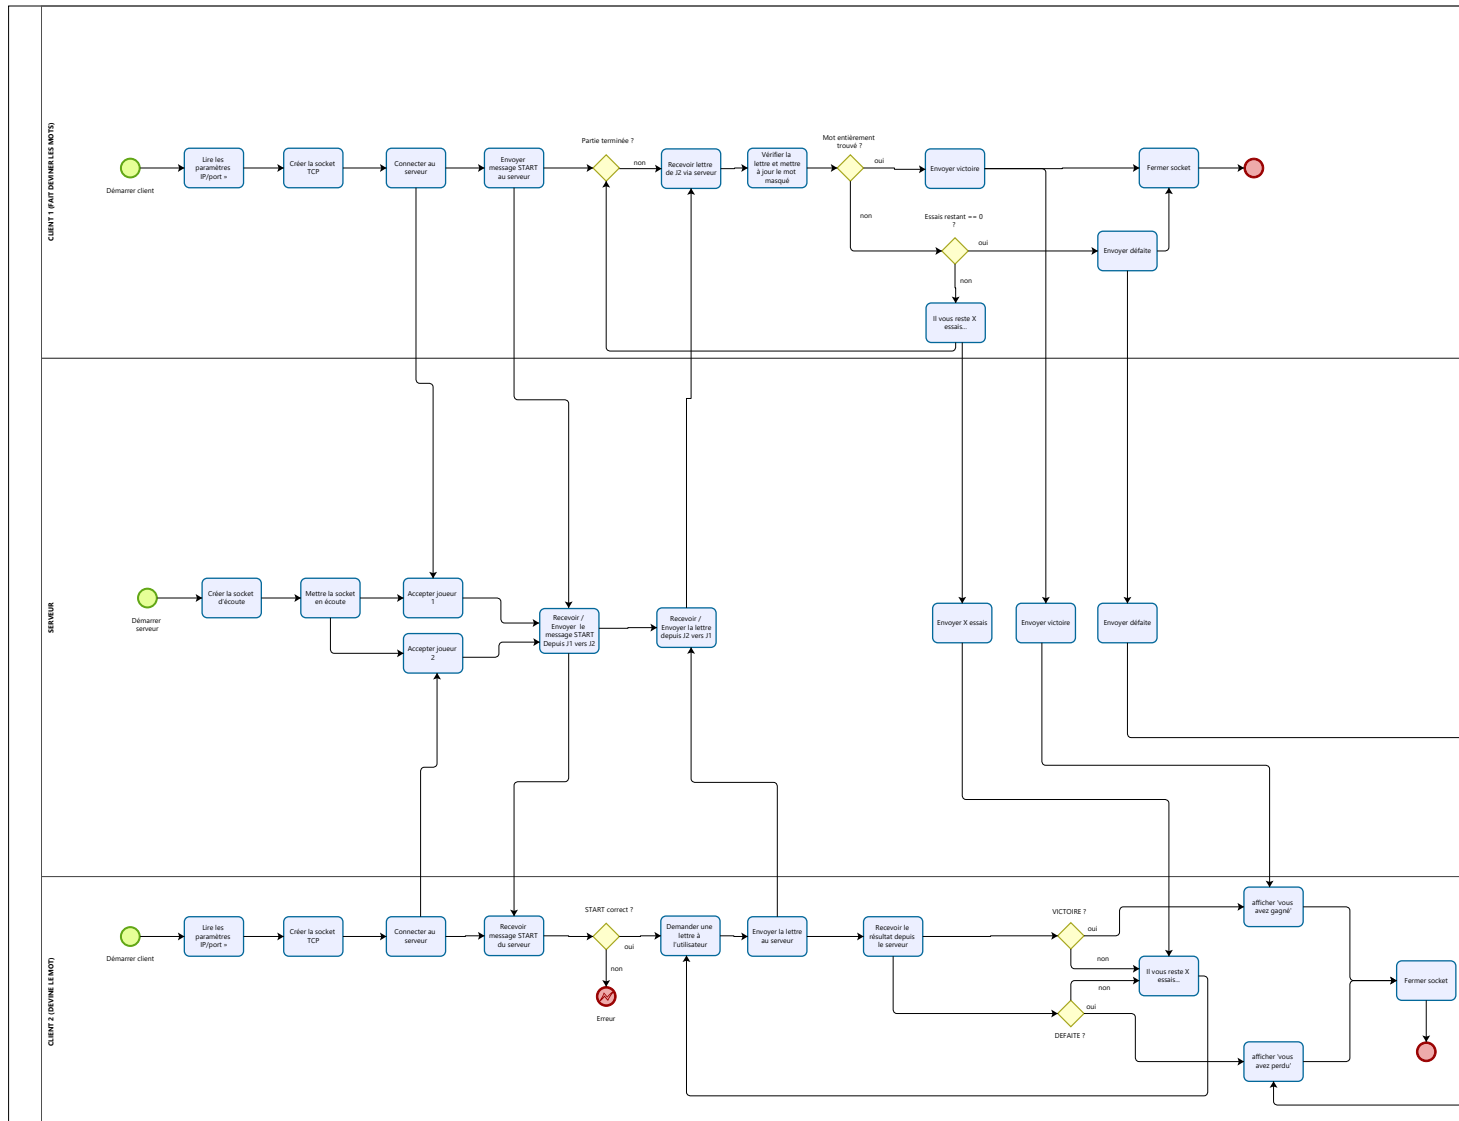 CLIENT 1 (FAIT DEVINER LES MOTS)
Démarrer client
Lire les
paramètres
IP/port »
Créer la socket
TCP
Connecter au
serveur
Envoyer
message START
au serveur
Partie terminée ?
non
Recevoir lettre
de J2 via serveur
Vérifier la
lettre et mettre
à jour le mot
masqué
Mot entièrement
trouvé ?
oui
non
Envoyer victoire
Essais restant == 0
?
oui
non
Envoyer défaite
Fermer socket
Il vous reste X
essais...
SERVEUR
Démarrer
serveur
Créer la socket
d'écoute
Mettre la socket
en écoute
Accepter joueur
1
Accepter joueur
2
Recevoir /
Envoyer le
message START
Depuis J1 vers J2
Recevoir /
Envoyer la lettre
depuis J2 vers J1
Envoyer X essais
Envoyer victoire
Envoyer défaite
CLIENT 2 (DEVINE LE MOT)
Démarrer client
Lire les
paramètres
IP/port »
Créer la socket
TCP
Connecter au
serveur
Recevoir
message START
du serveur
START correct ?
oui
non
Erreur
Demander une
lettre à
l'utilisateur
Envoyer la lettre
au serveur
Recevoir le
résultat depuis
le serveur
VICTOIRE ?
oui
non
Il vous reste X
essais...
non
oui
DEFAITE ?
afficher 'vous
avez gagné'
afficher 'vous
avez perdu'
Fermer socket